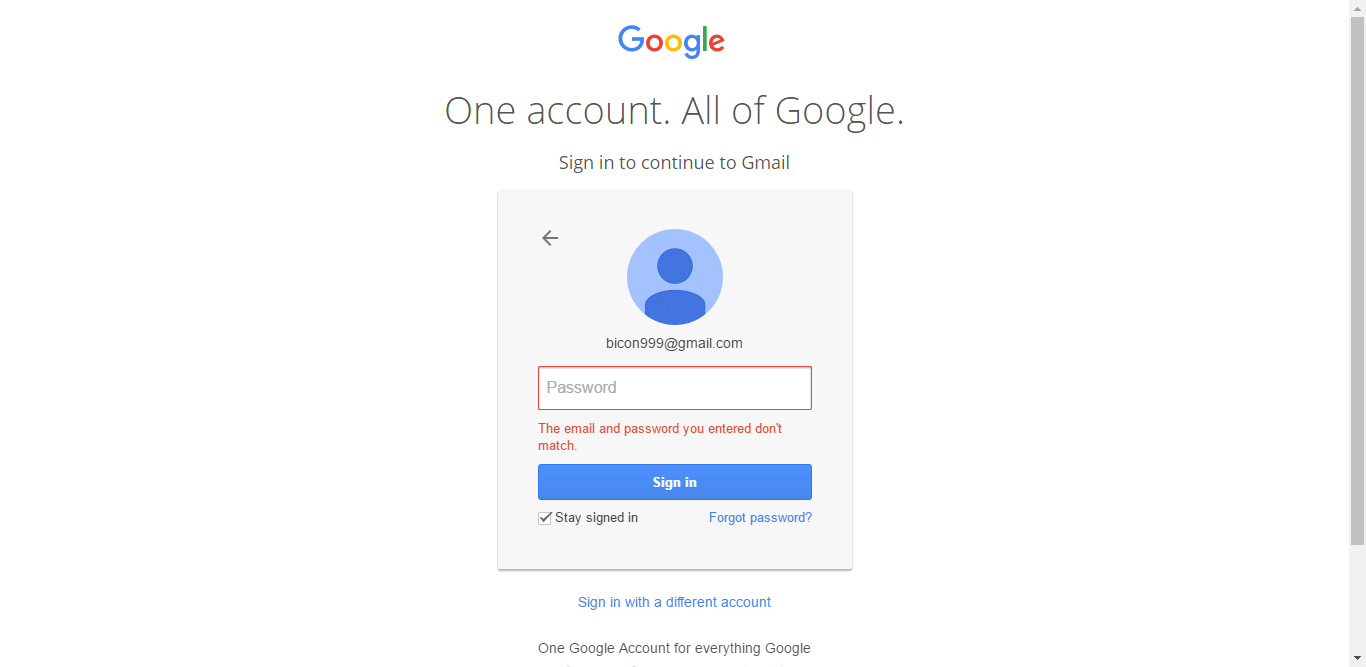 Google
One account. All of Google.
Sign in to continue to Gmail
bicon999@gmail.com
Password
The email and password you entered don't
match.
Sign in
Stay signed in
Forgot password?
Sign in with a different account
One Google Account for everything Google